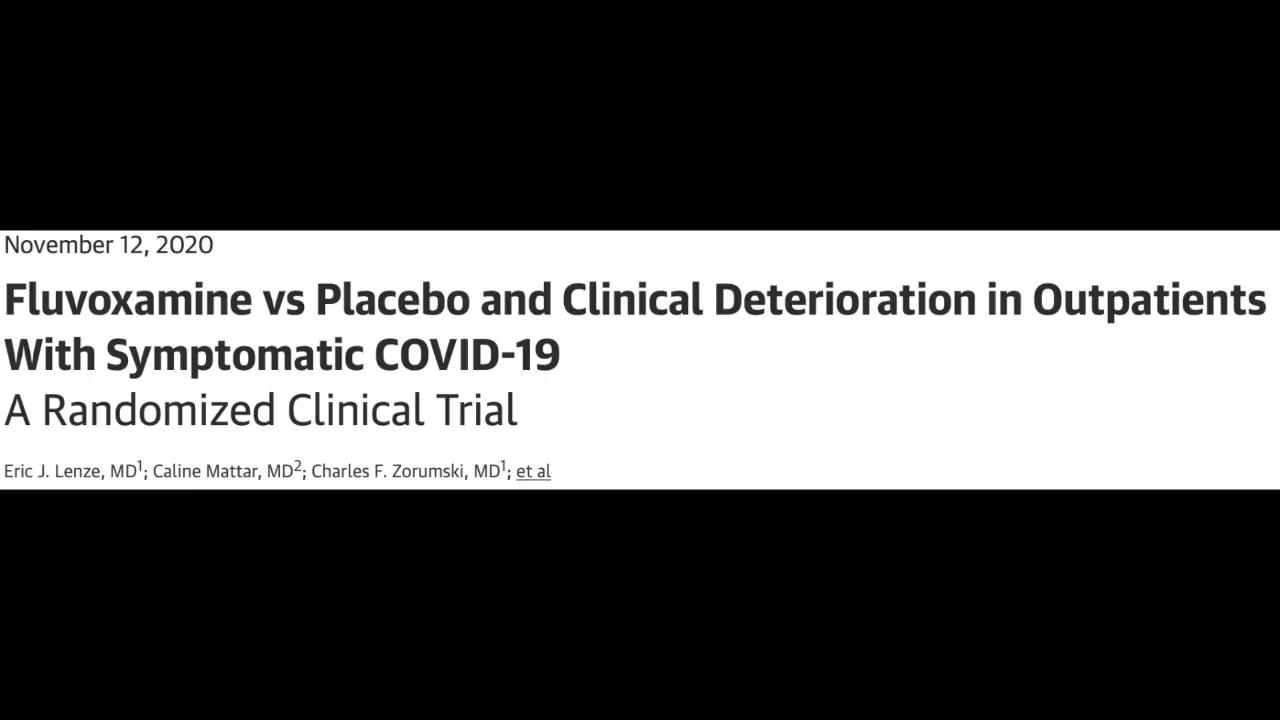 November 12, 2020
Fluvoxamine vs Placebo and Clinical Deterioration in Outpatients
With Symptomatic COVID-19
A Randomized Clinical Trial
Eric J. Lenze, MD1; Caline Mattar, MD2; Charles F. Zorumski, MD1; et al